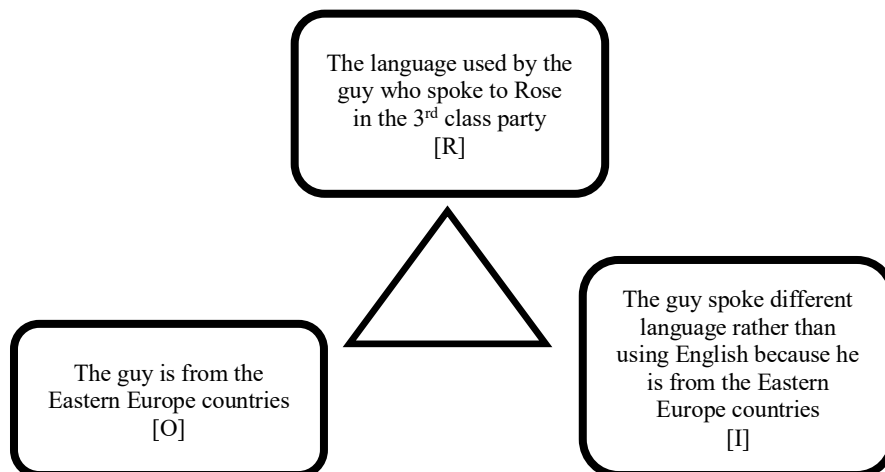 The language used by the
guy who spoke to Rose
in the 3rd class party
[R]
The guy is from the
Eastern Europe countries
[O]
The guy spoke different
language rather than
using English because he
is from the Eastern
Europe countries
[I]